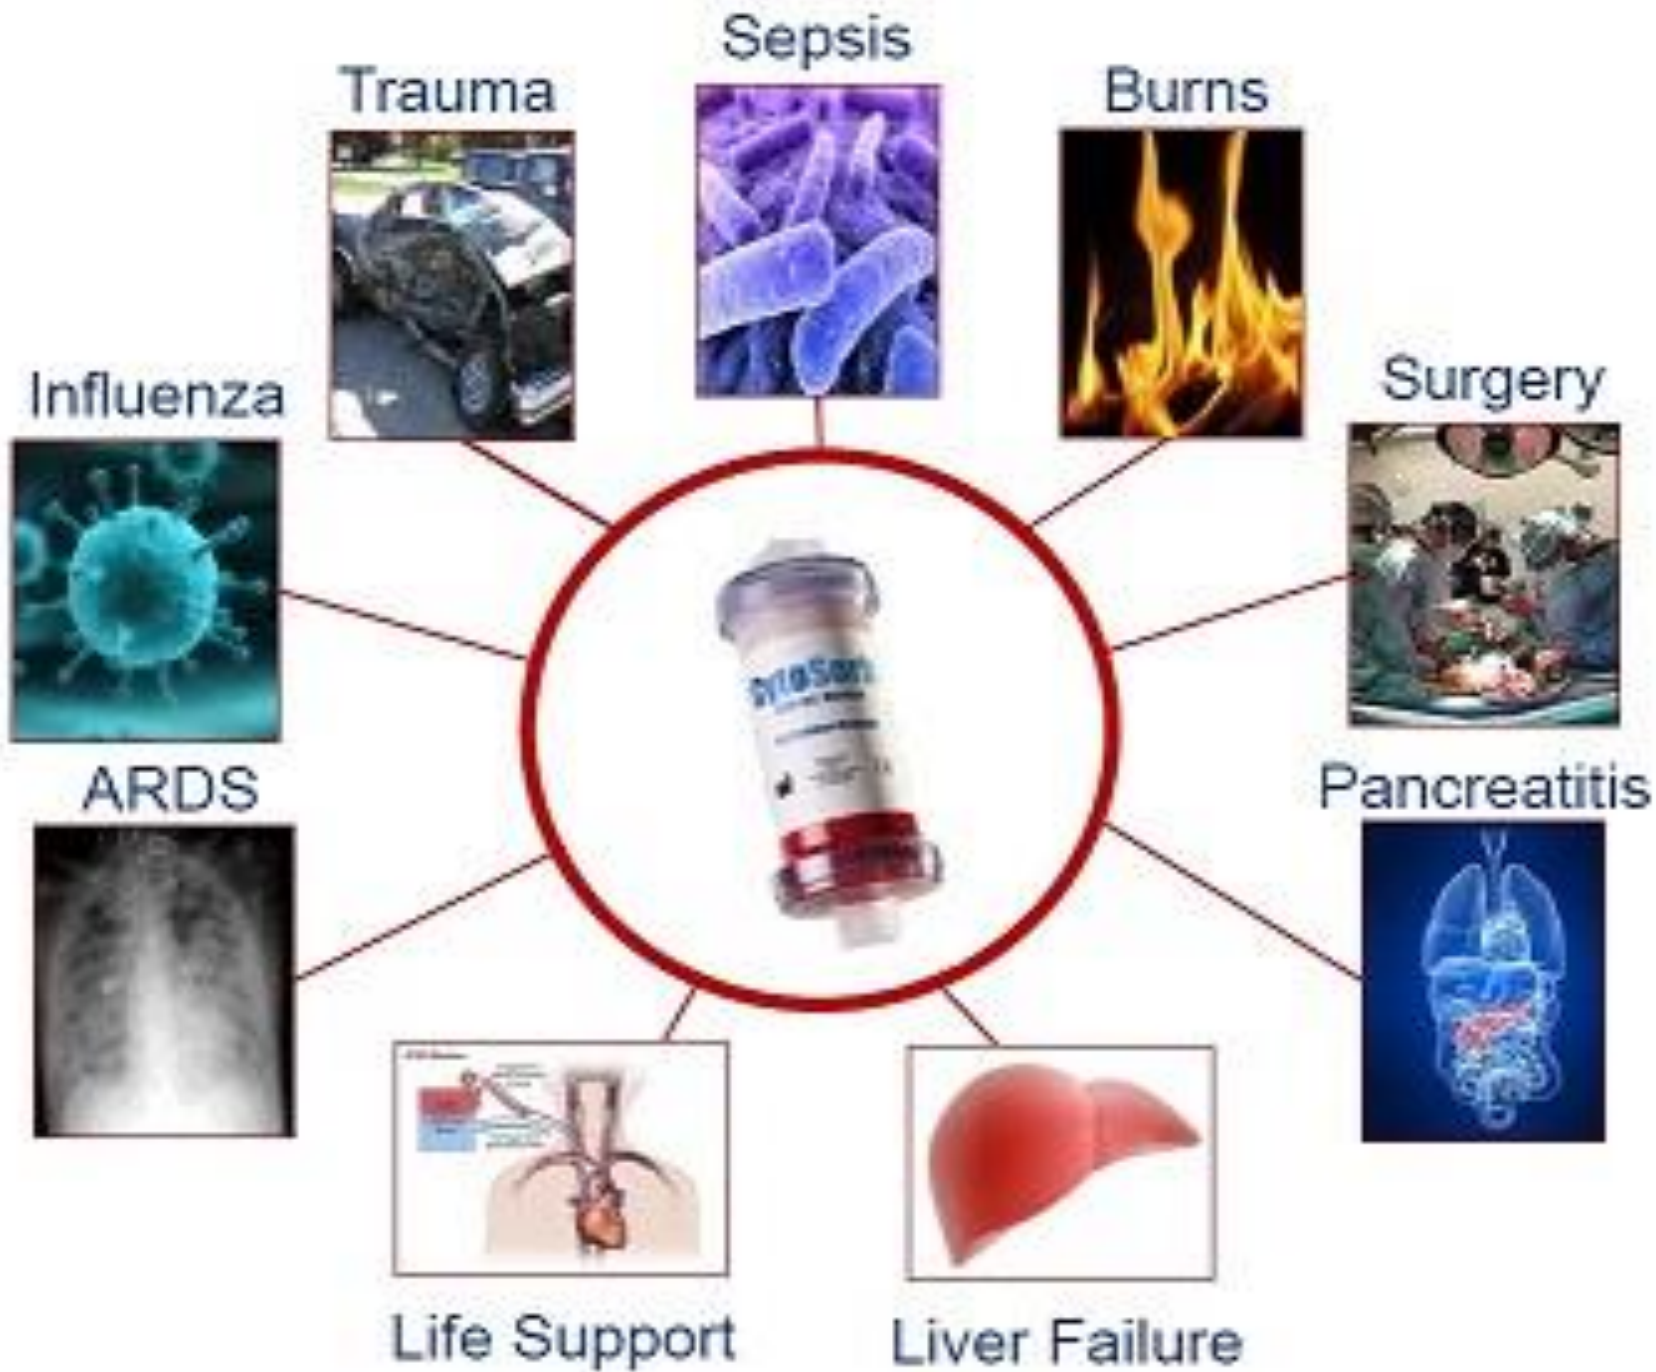 Sepsis
Trauma
Burns
Influenza
Surgery
CytoSorb
ARDS
Pancreatitis
Life Support
Liver Failure